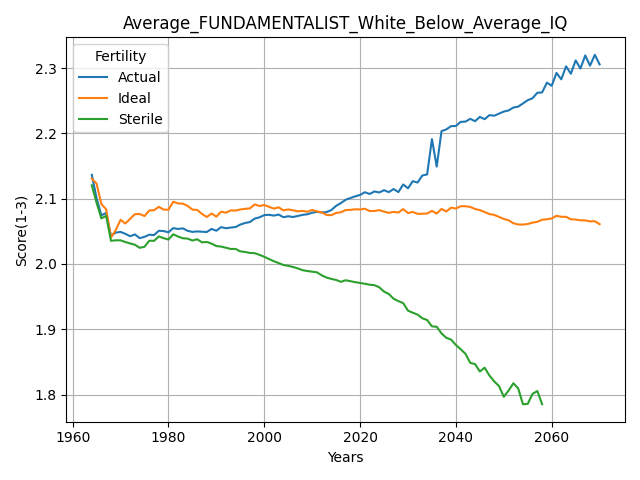 Average_FUNDAMENTALIST_White_Below_Average_IQ
Fertility
Actual
Ideal
Sterile
Score(1-3)
2.3
2.2
2.1
2.0
1.9
1.8
1960
1980
2000
2020
2040
2060
Years